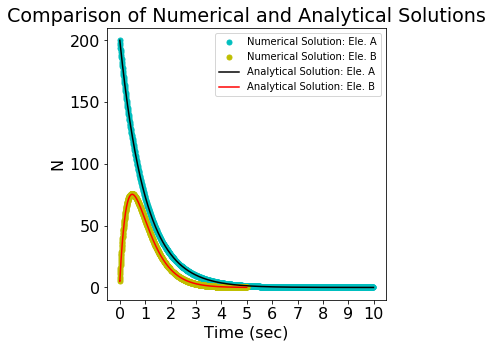 Comparison of Numerical and Analytical Solutions
Numerical Solution: Ele. A
Numerical Solution: Ele. B
Analytical Solution: Ele. A
Analytical Solution: Ele. B
200
150
100
50
0
N
0 1 2 3 4 5 6 7 8 9 10
Time (sec)